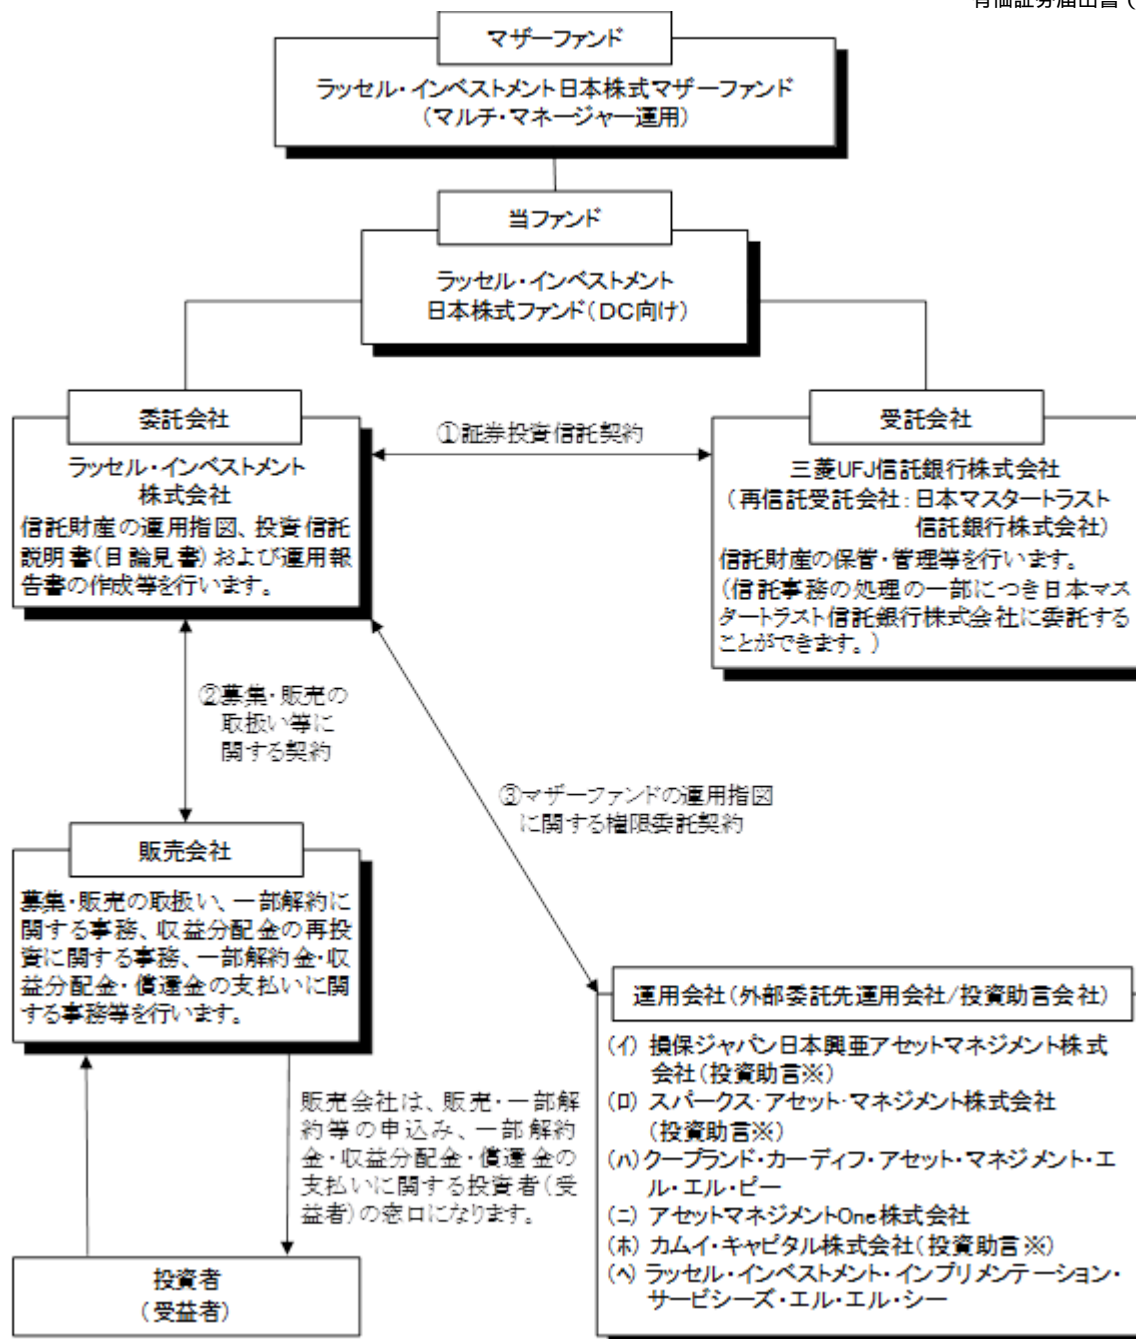 有価証券届出書(
マザーファンド
ラッセル・インベストメント日本株式マザーファンド
(マルチ・マネージャー運用)
当ファンド
ラッセル・インベストメント
日本株式ファンド(DC向け)
委託会社
ラッセル・インベストメント
株式会社
信託財産の運用指図、投資信託
説明書(目論見書)および運用報
告書の作成等を行います。
①証券投資信託契約
受託会社
三菱UFJ信託銀行株式会社
(再信託受託会社:日本マスタートラスト
信託銀行株式会社)
信託財産の保管・管理等を行います。
(信託事務の処理の一部につき日本マス
タートラスト信託銀行株式会社に委託する
ことができます。)
②募集・販売の
取扱い等に
関する契約
③マザーファンドの運用指図
に関する権限委託契約
販売会社
募集・販売の取扱い、一部解約に
関する事務、収益分配金の再投
資に関する事務、一部解約金・収
益分配金・償還金の支払いに関
する事務等を行います。
販売会社は、販売・一部解
約等の申込み、一部解約
金・収益分配金・償還金の
支払いに関する投資者(受
益者)の窓口になります。
投資者
(受益者)
運用会社(外部委託先運用会社/投資助言会社)
(イ) 損保ジャパン日本興亜アセットマネジメント株式
会社(投資助言※)
(ロ) スパークス・アセット・マネジメント株式会社
(投資助言※)
(ハ) クープランド・カーディフ・アセット・マネジメント・エ
ル・エル・ピー
(ニ) アセットマネジメントOne株式会社
(ホ) カムイ・キャピタル株式会社(投資助言※)
(ヘ) ラッセル・インベストメント・インプリメンテーション・
サービシーズ・エル・エル・シー